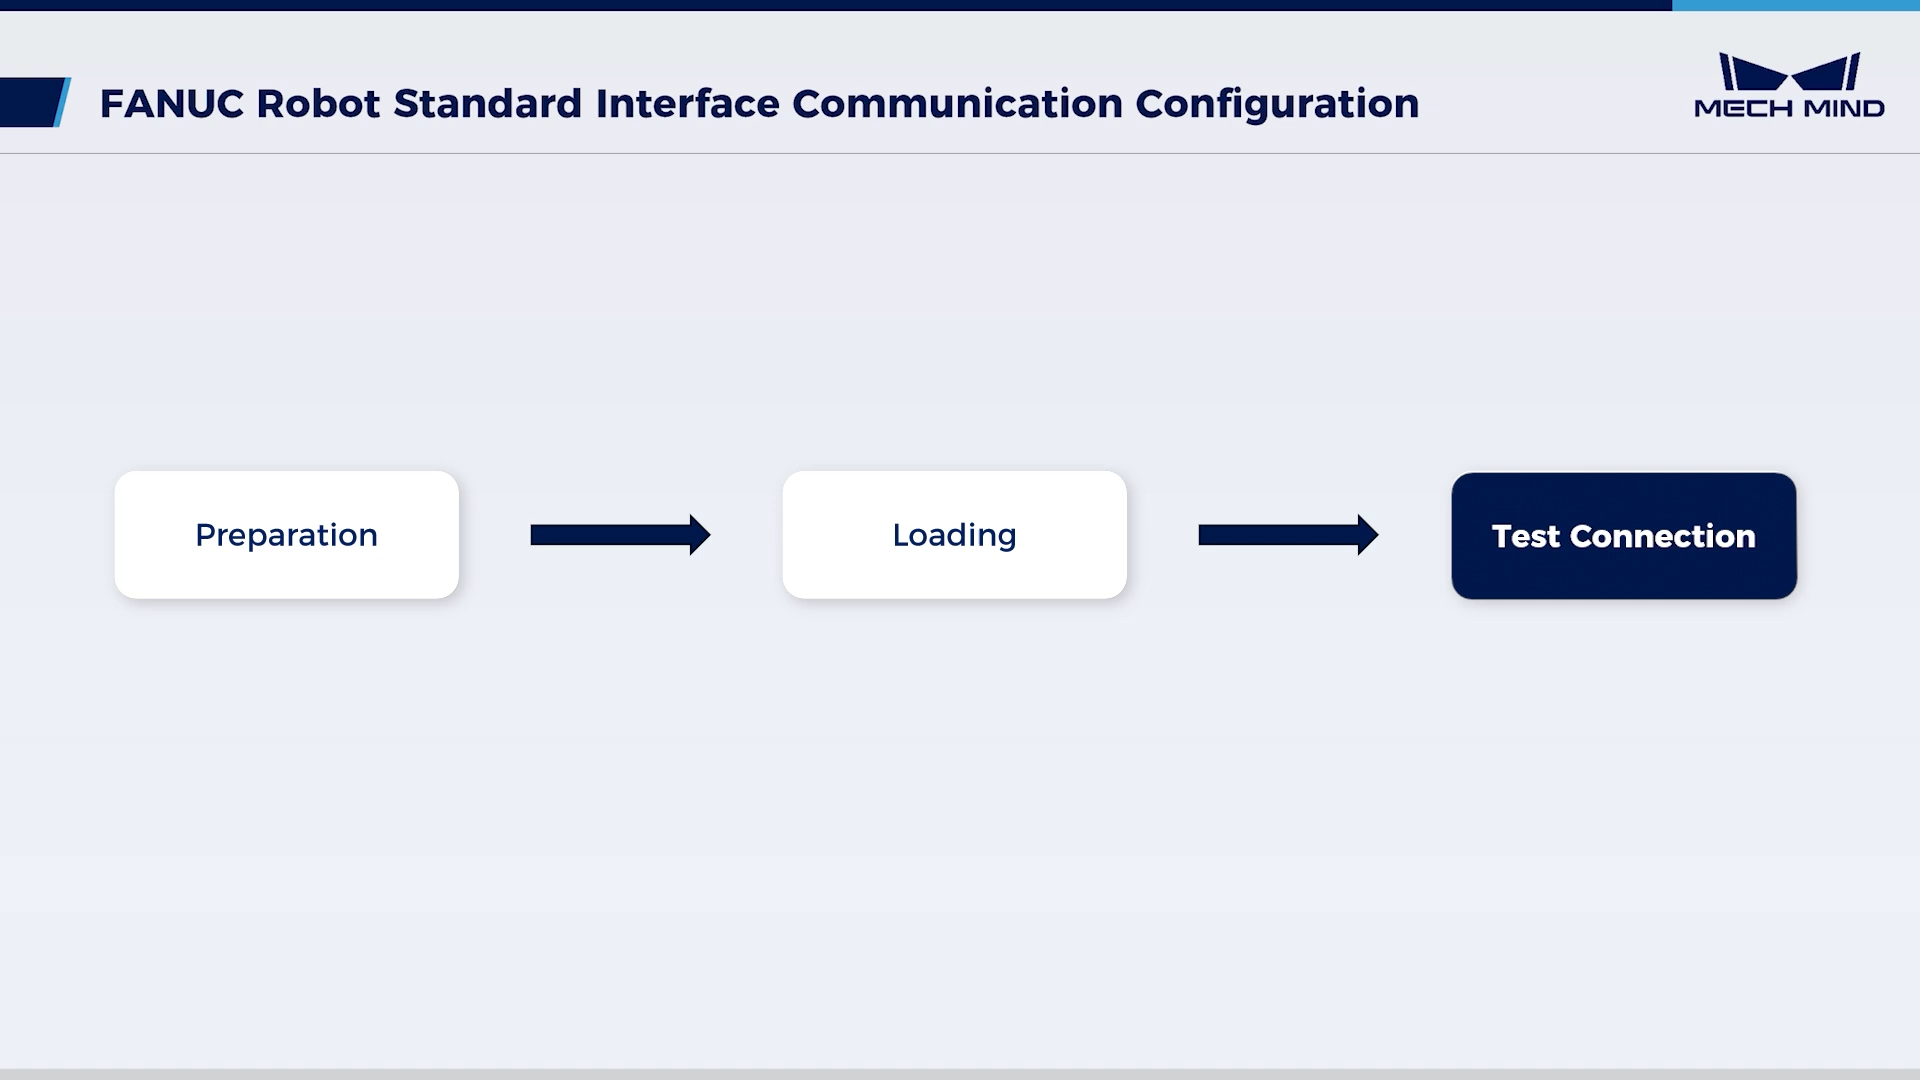 FANUC Robot Standard Interface Communication Configuration
MECH MIND
Preparation
Loading
Test Connection